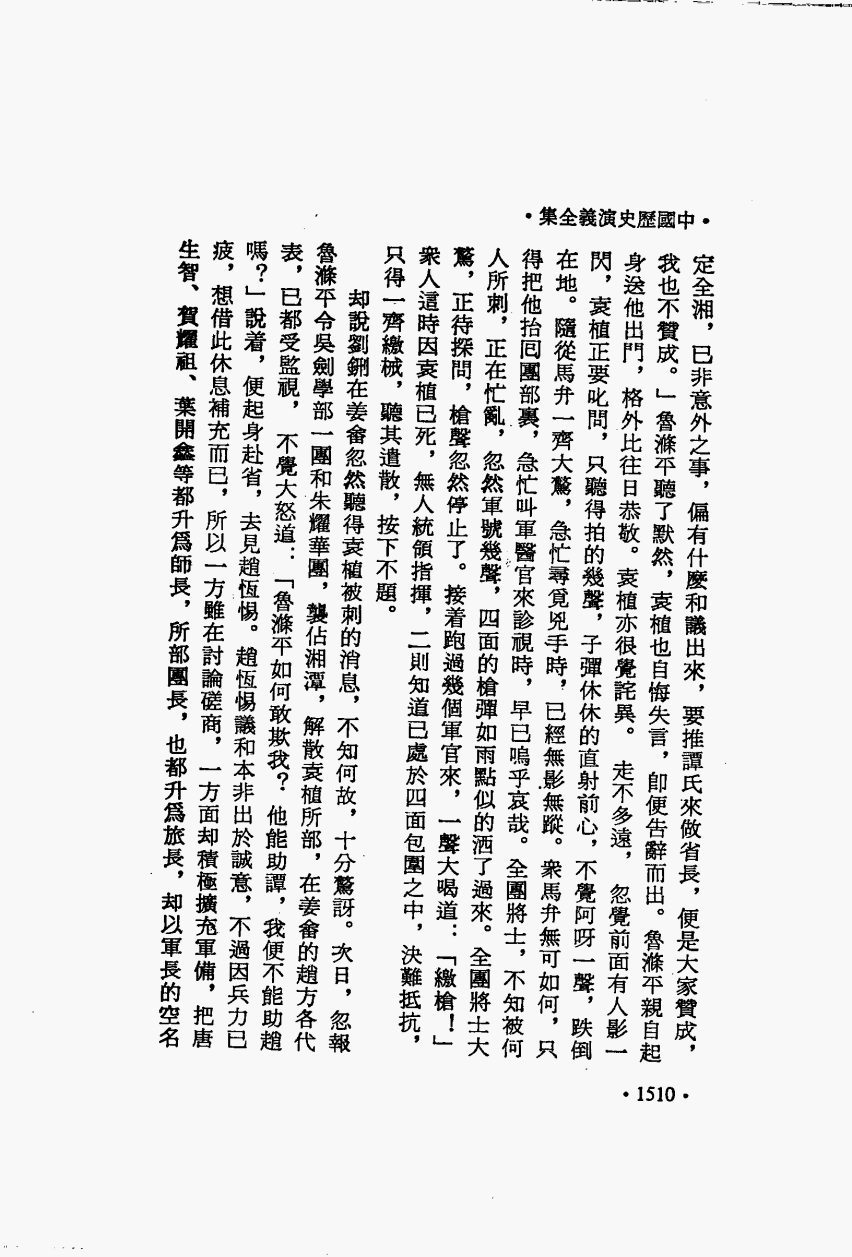 •中國歷史演義全集•
定全湘，已非意外之事，偏有什麼和議出來，要推譚氏來做省長，便是大家贊成，
我也不贊成。」魯滌平聽了默然，袁植也自悔失言，卽便告辭而出。魯滌平親自起
身送他出門，格外比往日恭敬。袁植亦很覺詫異。走不多遠，忽覺前面有人影一
閃，袁植正要叱問，只聽得拍的幾聲，子彈休休的直射前心，不覺阿呀一聲，跌倒
在地。隨從馬弁一齊大驚，急忙尋覓兇手時，已經無影無蹤。衆馬弁無可如何，只
得把他抬囘團部裏，急忙叫軍醫官來診視時，早已嗚乎哀哉。全團將士，不知被何
人所刺，正在忙亂，忽然軍號幾聲，四面的槍彈如雨點似的洒了過來。全團將士大
驚，正待探問，槍聲忽然停止了。接着跑過幾個軍官來，一聲大喝道：「繳槍！」
衆人這時因袁植已死，無人統領指揮，二則知道已處於四面包圍之中，決難抵抗，
只得一齊繳械，聽其遣散，按下不題。
却說劉鉶在姜畬忽然聽得袁植被刺的消息，不知何故，十分驚訝。次日，忽報
魯滌平令吳劍學部一團和朱耀華團，襲佔湘潭，解散袁植所部，在姜畬的趙方各代
表，已都受監視，不覺大怒道：「魯滌平如何敢欺我？他能助譚，我便不能助趙
嗎？」說着，便起身赴省，去見趙恆惕。趙恆惕議和本非出於誠意，不過因兵力已
疲，想借此休息補充而已，所以一方雖在討論磋商，一方面却積極擴充軍備，把唐
生智、賀耀祖、葉開鑫等都升爲師長，所部團長，也都升爲旅長，却以軍長的空名
•1510•